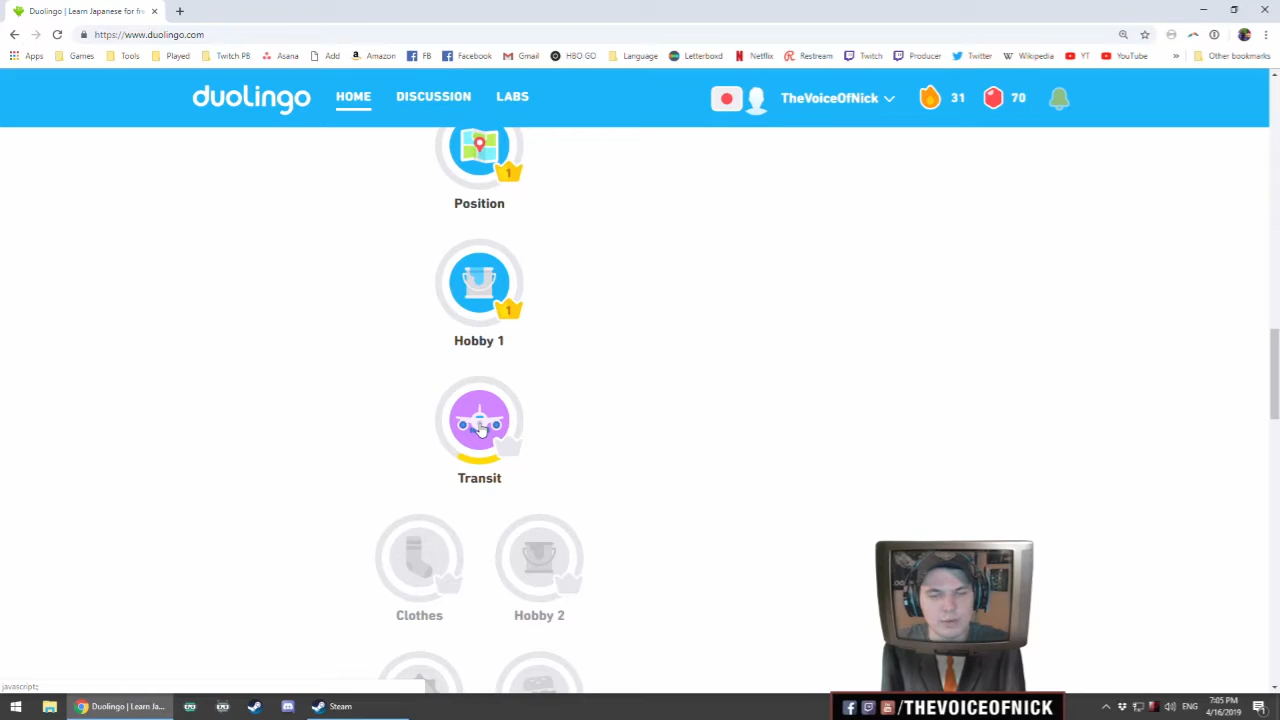 Duolingo | Learn Japanese for fre
https://www.duolingo.com
Apps Games Tools Played Twitch PB Asana Add Amazon FB Facebook Gmail HBO GO Language Letterboxd Netflix Restream Twitch Producer Twitter Wikipedia YT YouTube » Other bookmarks
duolingo HOME DISCUSSION LABS TheVoiceOfNick 31 70
1
Position
1
Hobby 1
Transit
Clothes Hobby 2
javascript:
Duolingo | Learn Ja... Steam
/THEVOICEOFNICK
ENG
7:05 PM
4/16/2019